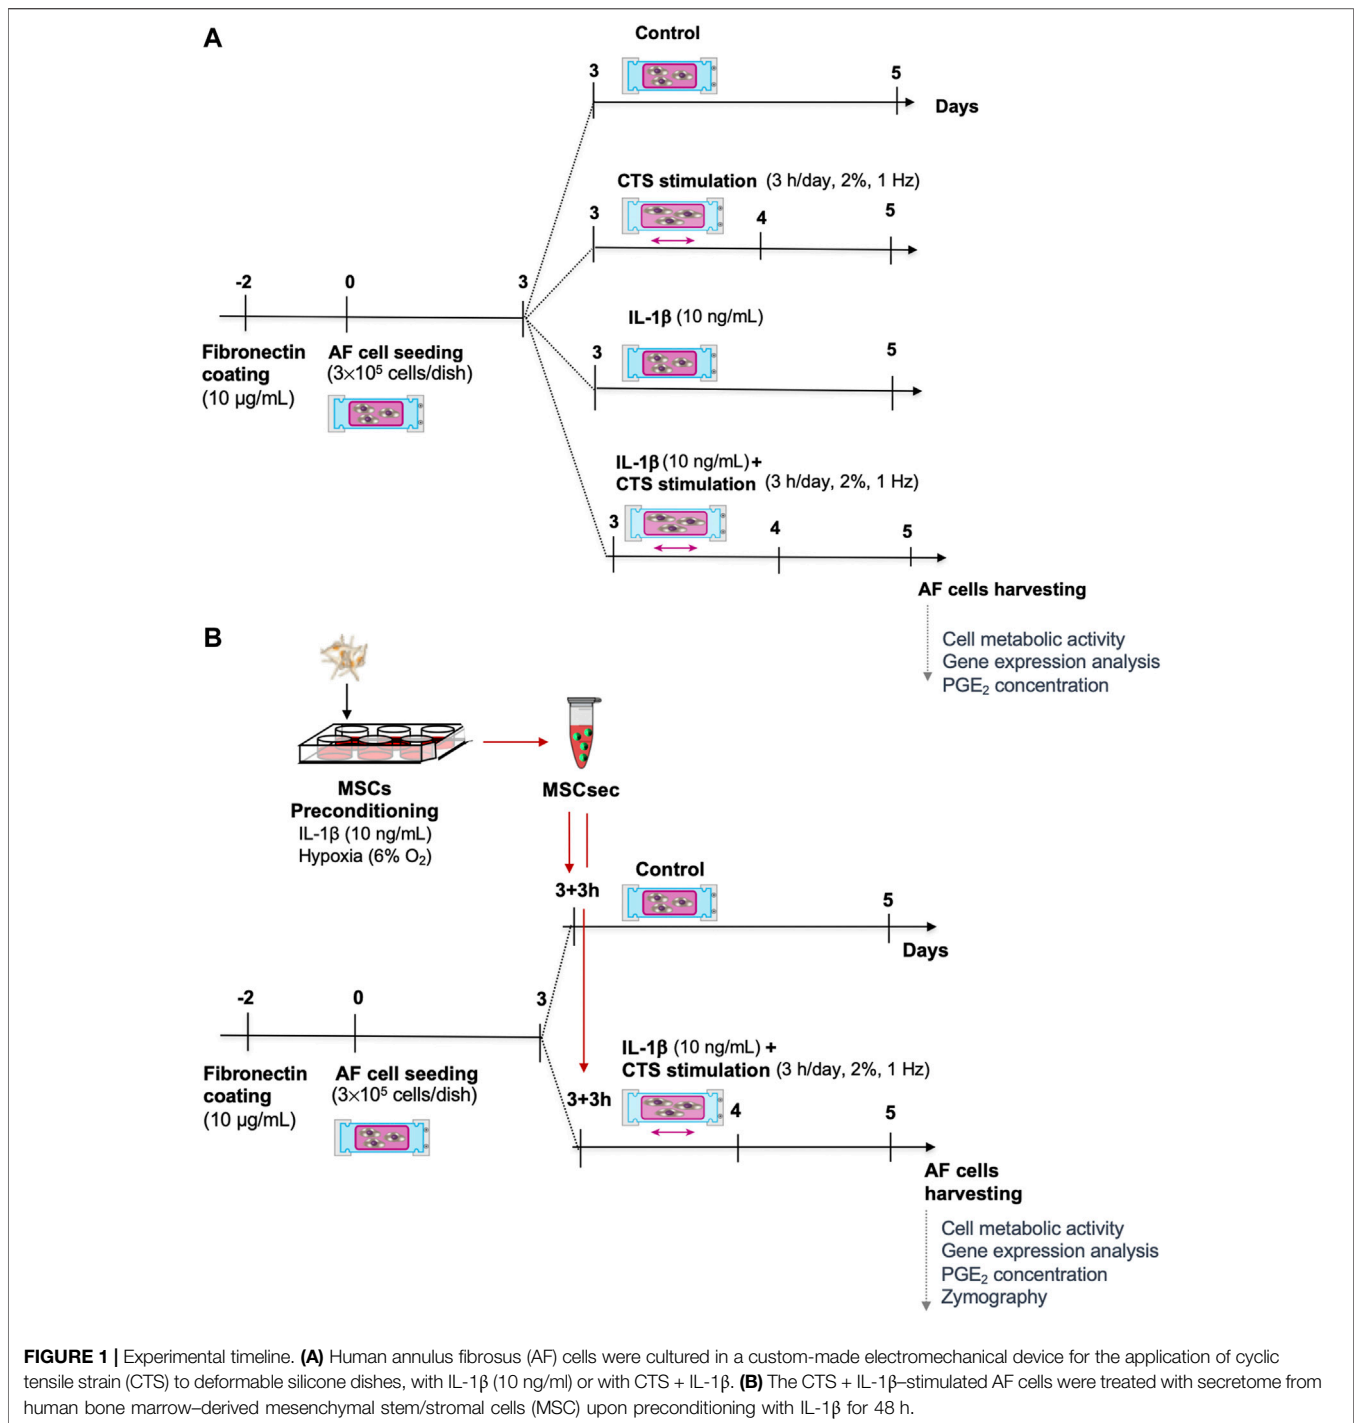 A
Control
3
5
Days
CTS stimulation (3 h/day, 2%, 1 Hz)
3
4
5
-2
0
3
Fibronectin
coating
(10 µg/mL)
AF cell seeding
(3×10⁵ cells/dish)
IL-1β (10 ng/mL)
3
5
IL-1β (10 ng/mL) +
CTS stimulation (3 h/day, 2%, 1 Hz)
3
4
5
AF cells harvesting
Cell metabolic activity
Gene expression analysis
PGE₂ concentration
B
MSCs
Preconditioning
IL-1β (10 ng/mL)
Hypoxia (6% O₂)
MSCsec
3+3h
Control
5
Days
-2
0
3
Fibronectin
coating
(10 µg/mL)
AF cell seeding
(3×10⁵ cells/dish)
IL-1β (10 ng/mL) +
CTS stimulation (3 h/day, 2%, 1 Hz)
3+3h
4
5
AF cells
harvesting
Cell metabolic activity
Gene expression analysis
PGE₂ concentration
Zymography
FIGURE 1 | Experimental timeline. (A) Human annulus fibrosus (AF) cells were cultured in a custom-made electromechanical device for the application of cyclic
tensile strain (CTS) to deformable silicone dishes, with IL-1β (10 ng/ml) or with CTS + IL-1β. (B) The CTS + IL-1β–stimulated AF cells were treated with secretome from
human bone marrow–derived mesenchymal stem/stromal cells (MSC) upon preconditioning with IL-1β for 48 h.